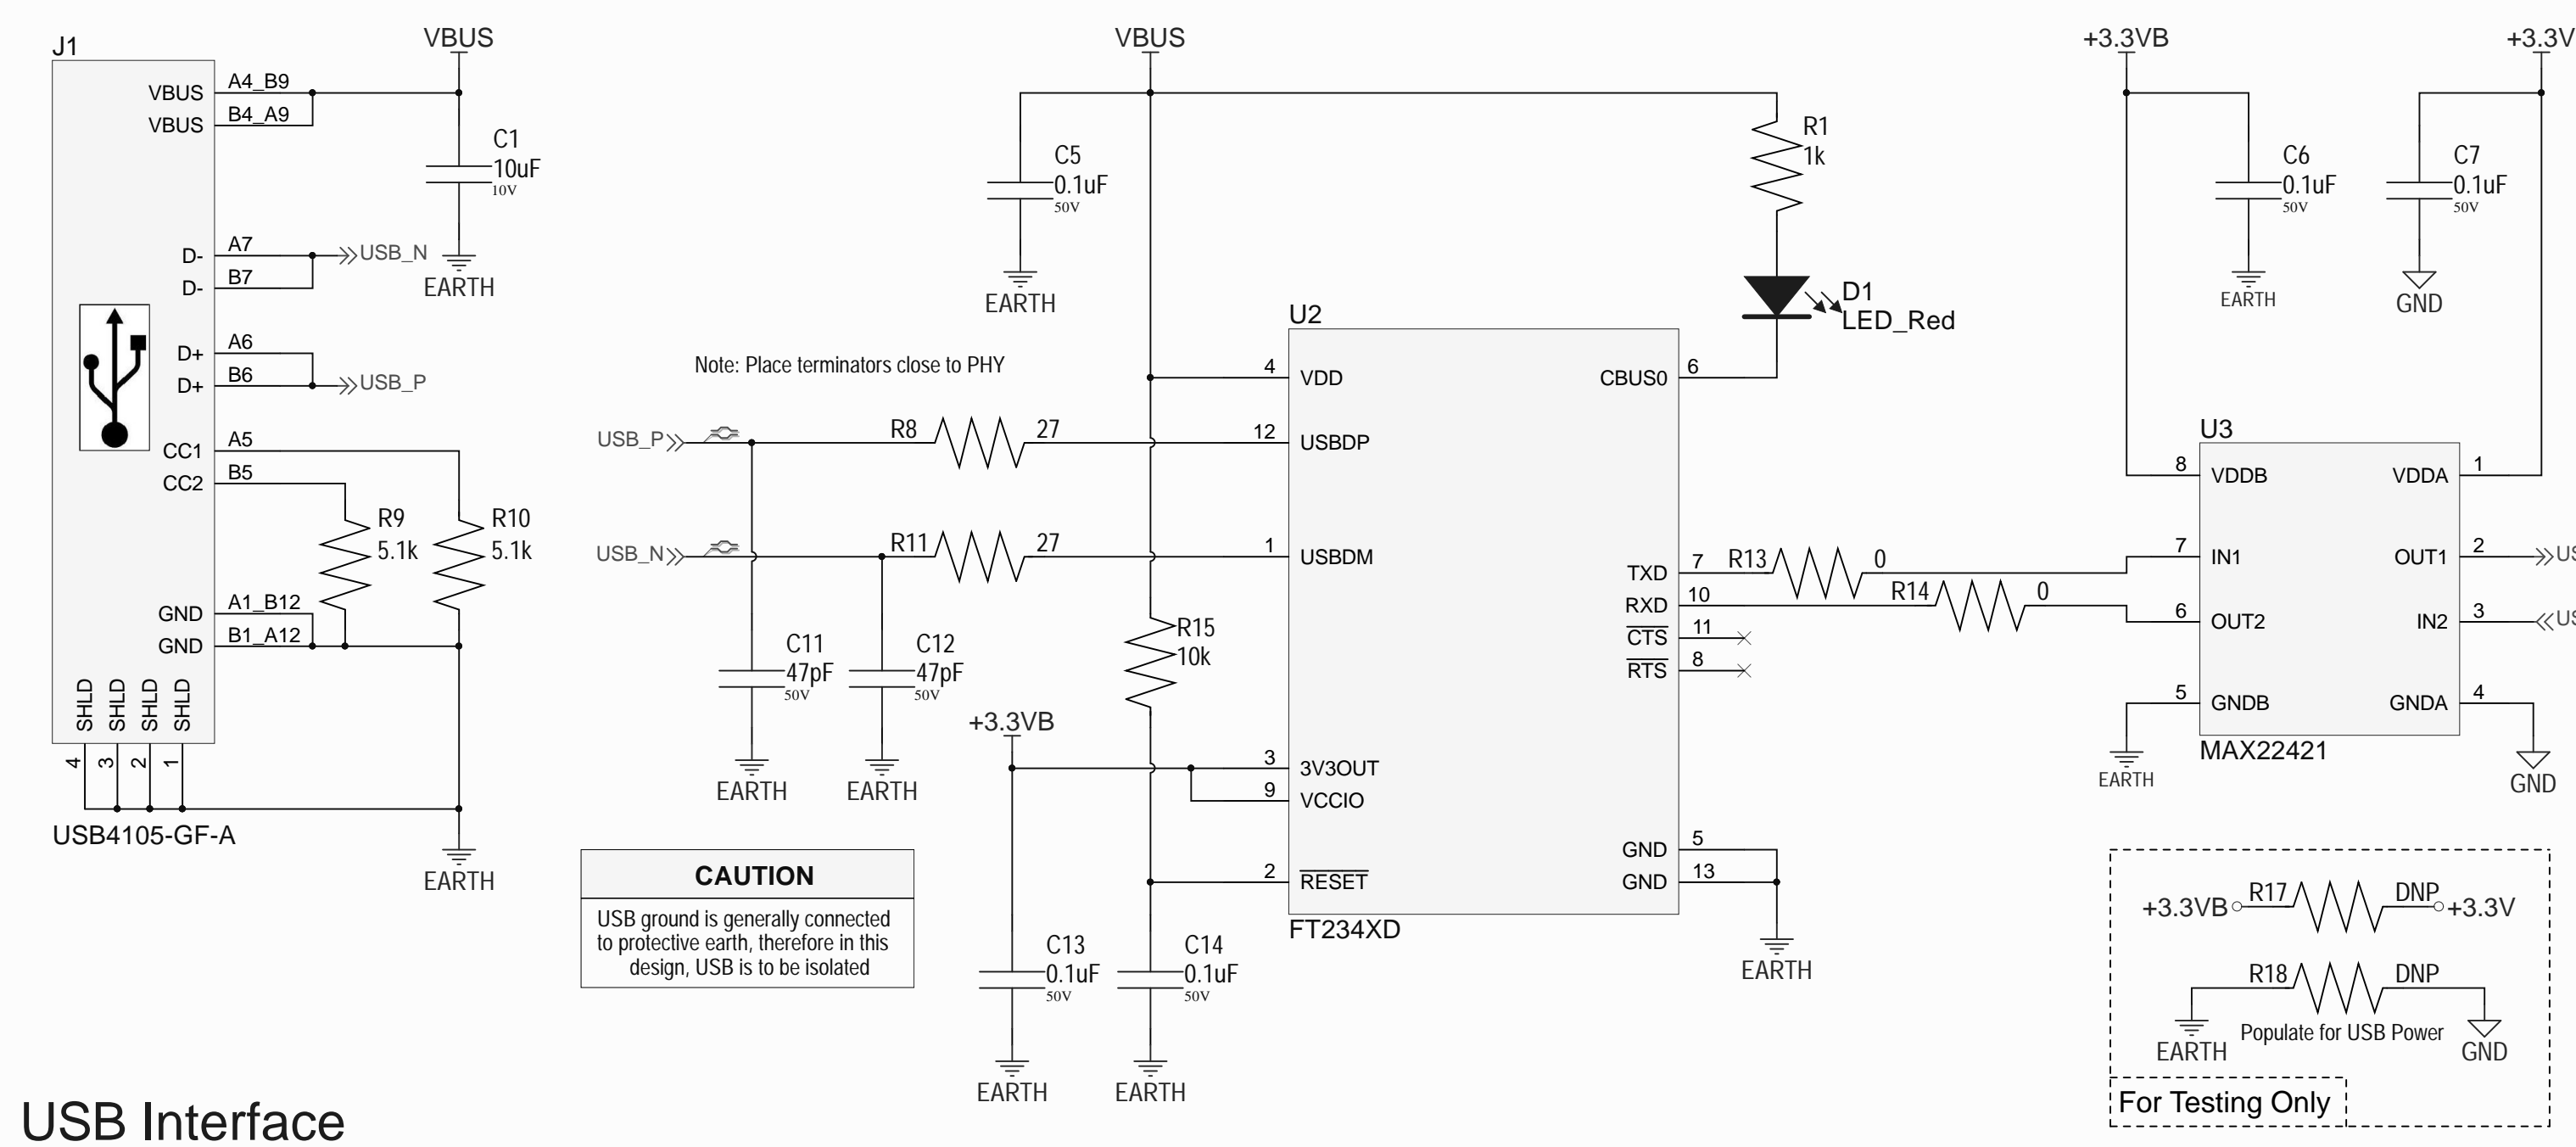 J1
VBUS
VBUS
VBUS
A4_B9
B4_A9
C1
10uF
10V
EARTH
D-
A7
D-
B7
USB_N
D+
A6
D+
B6
USB_P
CC1
A5
CC2
B5
R9
5.1k
R10
5.1k
GND
A1_B12
GND
B1_A12
SHLD
SHLD
SHLD
SHLD
4
3
2
1
USB4105-GF-A
EARTH
VBUS
C5
0.1uF
50V
EARTH
R1
1k
D1
LED_Red
Note: Place terminators close to PHY
USB_P
R8
27
USB_N
R11
27
C11
47pF
50V
EARTH
C12
47pF
50V
EARTH
R15
10k
+3.3VB
C13
0.1uF
50V
EARTH
C14
0.1uF
50V
EARTH
CAUTION
USB ground is generally connected
to protective earth, therefore in this
design, USB is to be isolated
U2
4
VDD
12
USBDP
1
USBDM
3
3V3OUT
9
VCCIO
2
RESET
CBUS0
6
TXD
7
RXD
10
CTS
11
RTS
8
GND
5
GND
13
FT234XD
EARTH
R13
0
R14
0
+3.3VB
C6
0.1uF
50V
EARTH
+3.3V
C7
0.1uF
50V
GND
U3
8
VDDB
VDDA
1
7
IN1
OUT1
2
US
6
OUT2
IN2
3
US
5
GNDB
GNDA
4
MAX22421
EARTH
GND
+3.3VB
R17
DNP
+3.3V
R18
DNP
EARTH
Populate for USB Power
GND
For Testing Only
USB Interface